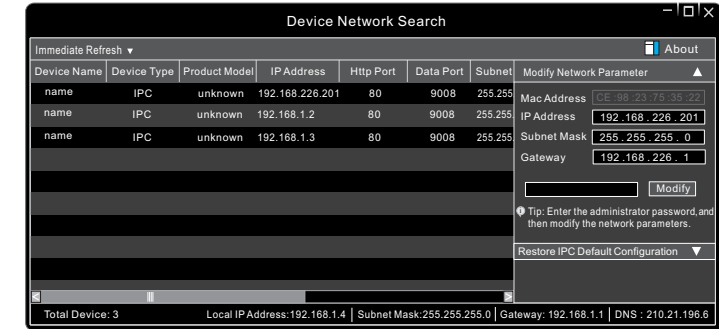 Device Network Search
Immediate Refresh ▼ About
Device Name Device Type Product Model IP Address Http Port Data Port Subnet
name IPC unknown 192.168.226.201 80 9008 255.255
name IPC unknown 192.168.1.2 80 9008 255.255.
name IPC unknown 192.168.1.3 80 9008 255.255.
Modify Network Parameter ▲
Mac Address CE :98 :23 :75 :35 :22
IP Address 192 .168 . 226 . 201
Subnet Mask 255 . 255 . 255 . 0
Gateway 192 .168 . 226 . 1
Modify
Tip: Enter the administrator password,and
then modify the network parameters.
Restore IPC Default Configuration ▼
Total Device: 3 Local IP Address:192.168.1.4 | Subnet Mask:255.255.255.0 | Gateway: 192.168.1.1 | DNS : 210.21.196.6